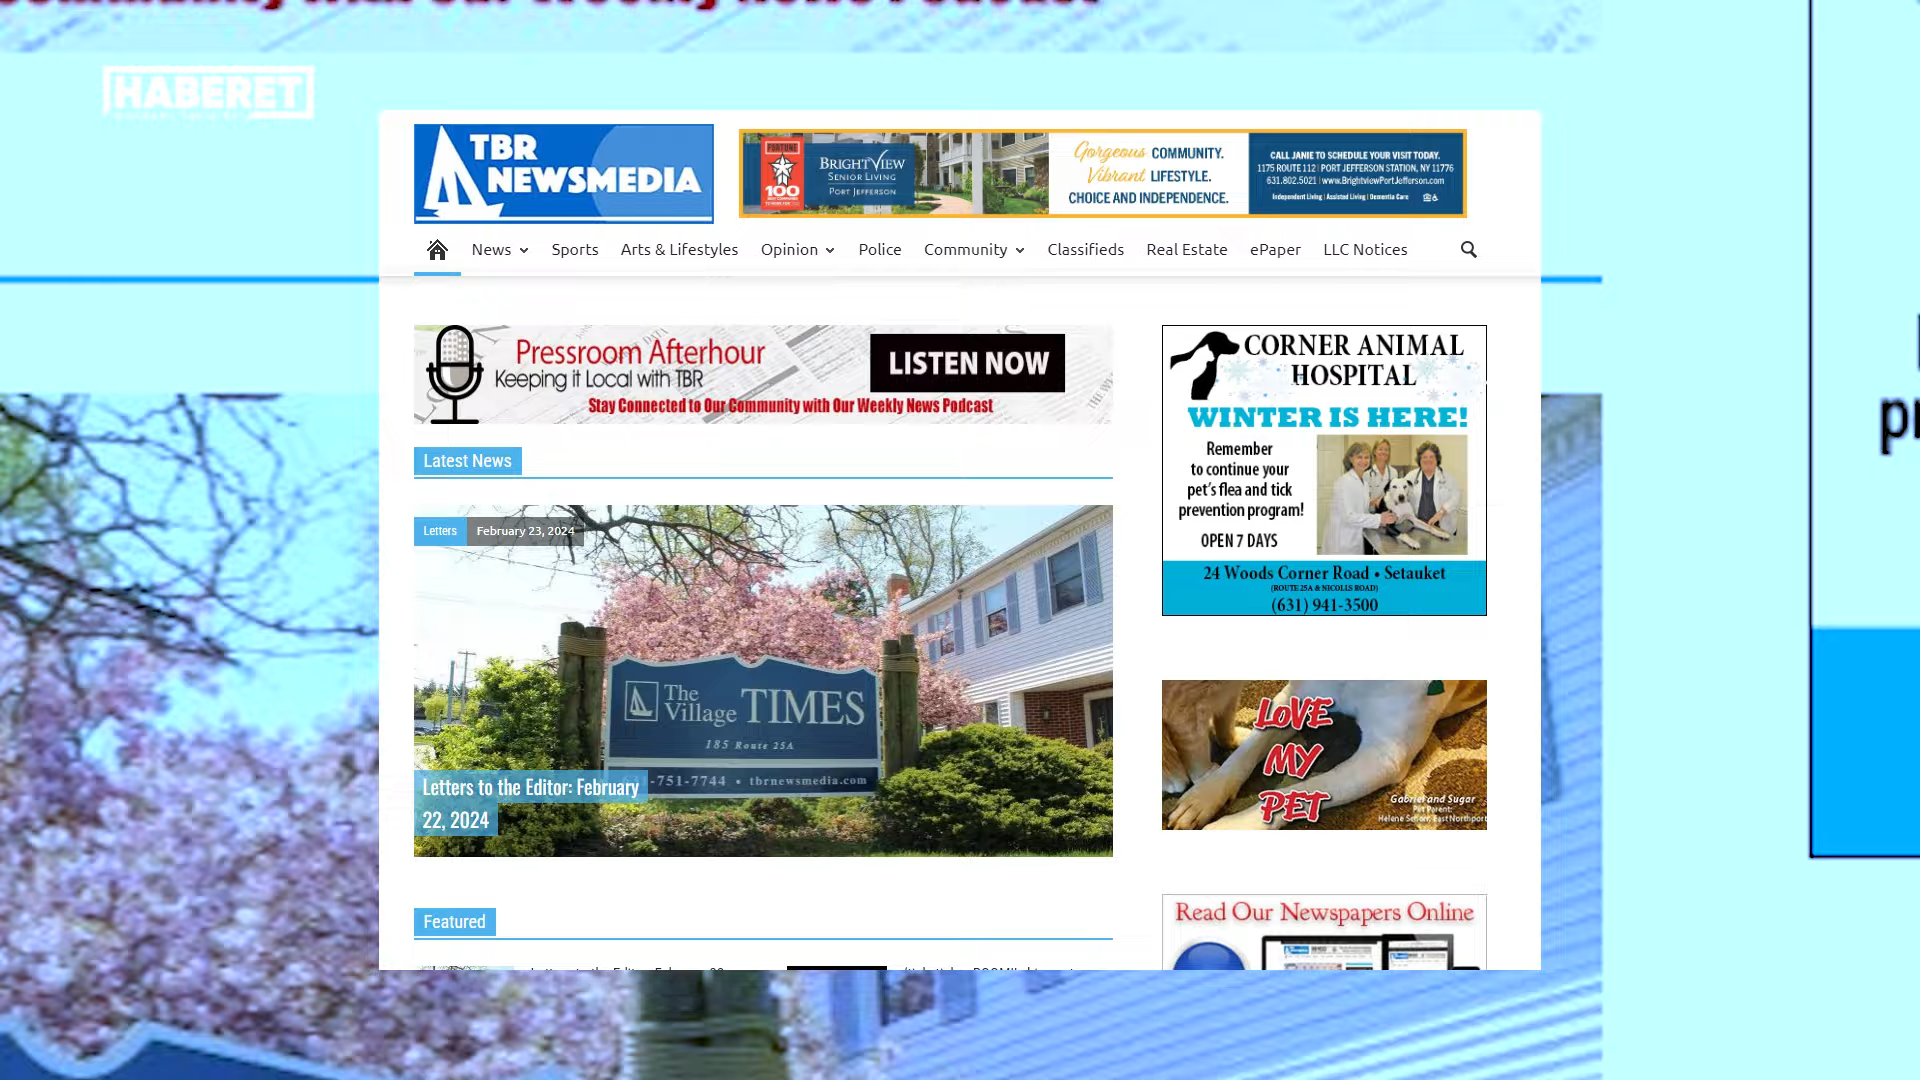 HABERET
TBR
NEWSMEDIA
FORTUNE
100
BRIGHTVIEW
SENIOR LIVING
PORT JEFFERSON
Gorgeous COMMUNITY.
Vibrant LIFESTYLE.
CHOICE AND INDEPENDENCE.
CALL JANIE TO SCHEDULE YOUR VISIT TODAY.
1175 ROUTE 112 | PORT JEFFERSON STATION, NY 11776
631.802.5021 | www.BrightviewPortJefferson.com
Independent Living | Assisted Living | Dementia Care
News Sports Arts & Lifestyles Opinion Police Community Classifieds Real Estate ePaper LLC Notices
Pressroom Afterhour
Keeping it Local with TBR
LISTEN NOW
Stay Connected to Our Community with Our Weekly News Podcast
Latest News
Letters February 23, 2024
The
Village TIMES
185 Route 25A
-751-7744 • tbrnewsmedia.com
Letters to the Editor: February
22, 2024
Featured
CORNER ANIMAL
HOSPITAL
WINTER IS HERE!
Remember
to continue your
pet's flea and tick
prevention program!
OPEN 7 DAYS
24 Woods Corner Road • Setauket
(ROUTE 25A & NICOLLS ROAD)
(631) 941-3500
LOVE
MY
PET
Gabriel and Sugar
Pet Parent:
Read Our Newspapers Online